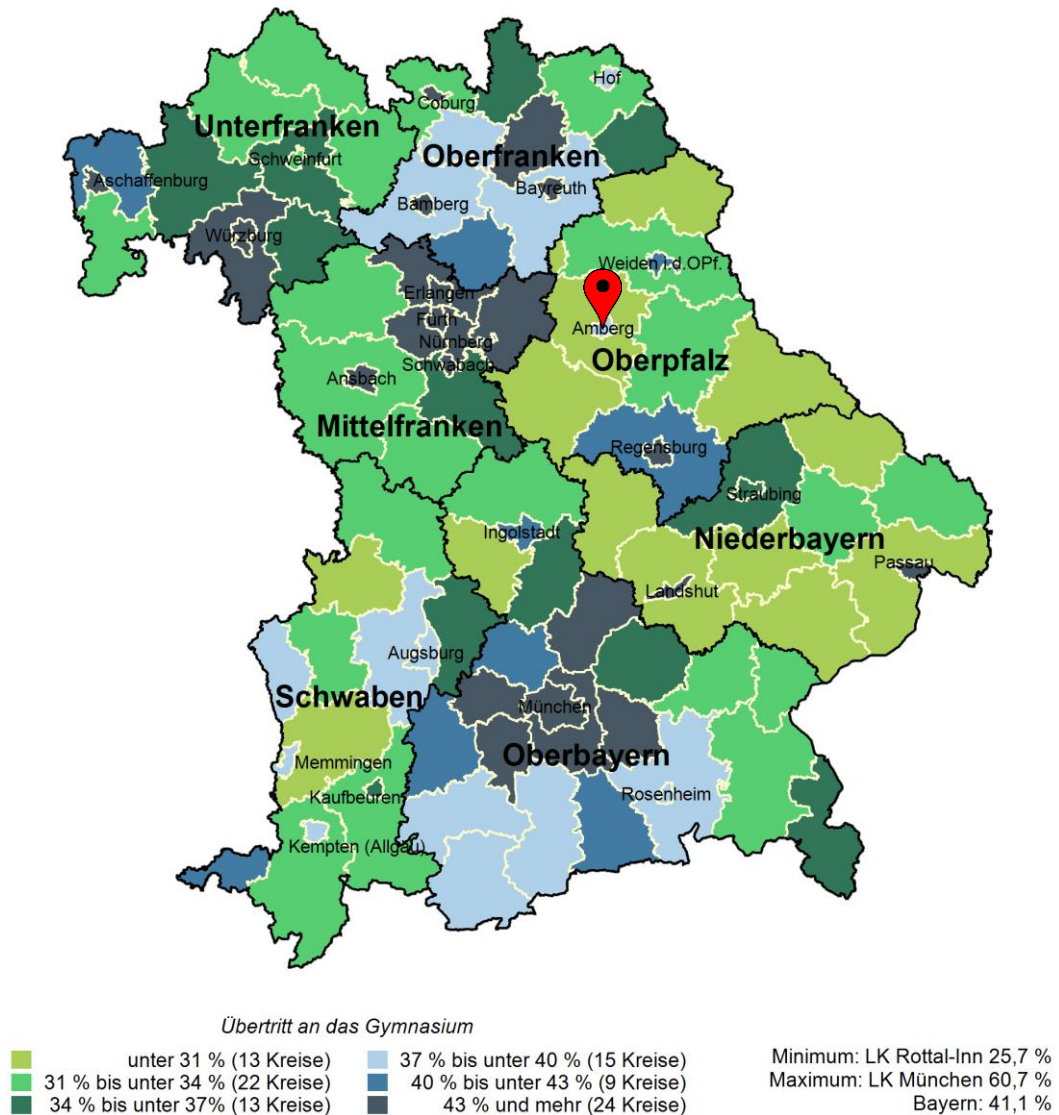 Hof
Coburg
Unterfranken
Oberfranken
Schweinfurt
Aschaffenburg
Bayreuth
Bamberg
Würzburg
Weiden i.d.OPf.
Erlangen
Fürth
Amberg
Nürnberg
Oberpfalz
Schwabach
Ansbach
Mittelfranken
Regensburg
Straubing
Ingolstadt
Niederbayern
Passau
Landshut
Augsburg
Schwaben
München
Oberbayern
Memmingen
Kaufbeuren
Rosenheim
Kempten (Allgäu)
Übertritt an das Gymnasium
unter 31 % (13 Kreise)
31 % bis unter 34 % (22 Kreise)
34 % bis unter 37% (13 Kreise)
37 % bis unter 40 % (15 Kreise)
40 % bis unter 43 % (9 Kreise)
43 % und mehr (24 Kreise)
Minimum: LK Rottal-Inn 25,7 %
Maximum: LK München 60,7 %
Bayern: 41,1 %